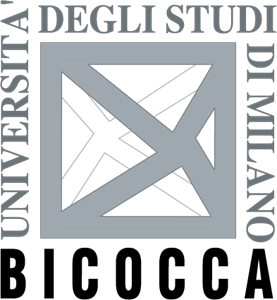 UNIVERSITA'
DEGLI STUDI
DI MILANO
BICOCCA